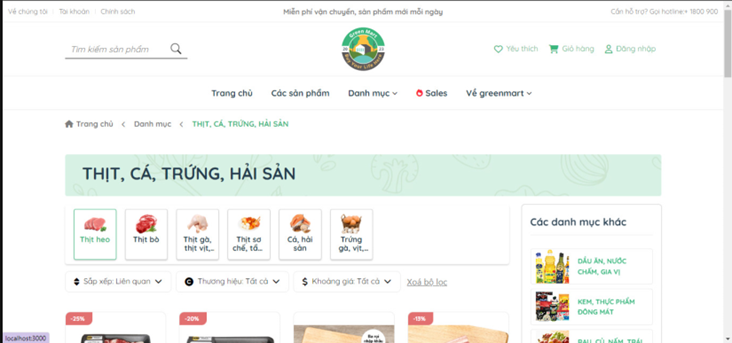 Về chúng tôi Tài khoản Chính sách Miễn phí vận chuyển, sản phẩm mới mỗi ngày Cần hỗ trợ? Gọi hotline:+ 1800 900
Tìm kiếm sản phẩm Green Mart Yêu thích Giỏ hàng Đăng nhập
Trang chủ Các sản phẩm Danh mục Sales Về greenmart
Trang chủ Danh mục THỊT, CÁ, TRỨNG, HẢI SẢN
THỊT, CÁ, TRỨNG, HẢI SẢN
Thịt heo
Thịt bò
Thịt gà,
thịt vịt,...
Thịt sơ
chế, tẩ...
Cá, hải
sản
Trứng
gà, vịt,...
Các danh mục khác
DẦU ĂN, NƯỚC
CHẤM, GIA VỊ
KEM, THỰC PHẨM
ĐÔNG MÁT
RAU, CỦ, NẤM, TRÁI
Sắp xếp: Liên quan Thương hiệu: Tất cả $ Khoảng giá: Tất cả Xoá bộ lọc
-25% -20% -15%
localhost:3000